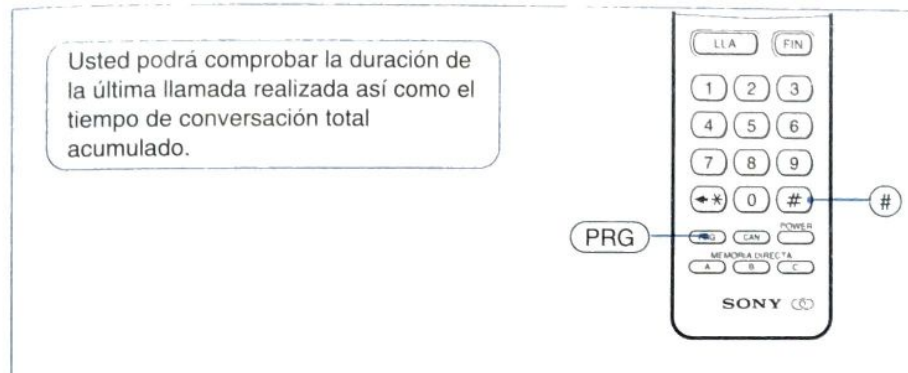 Usted podrá comprobar la duración de
la última llamada realizada así como el
tiempo de conversación total
acumulado.
LLA FIN
1 2 3
4 5 6
7 8 9
←* 0 # #
PRG PRG CAN POWER
MEMORIA DIRECTA
A B C
SONY